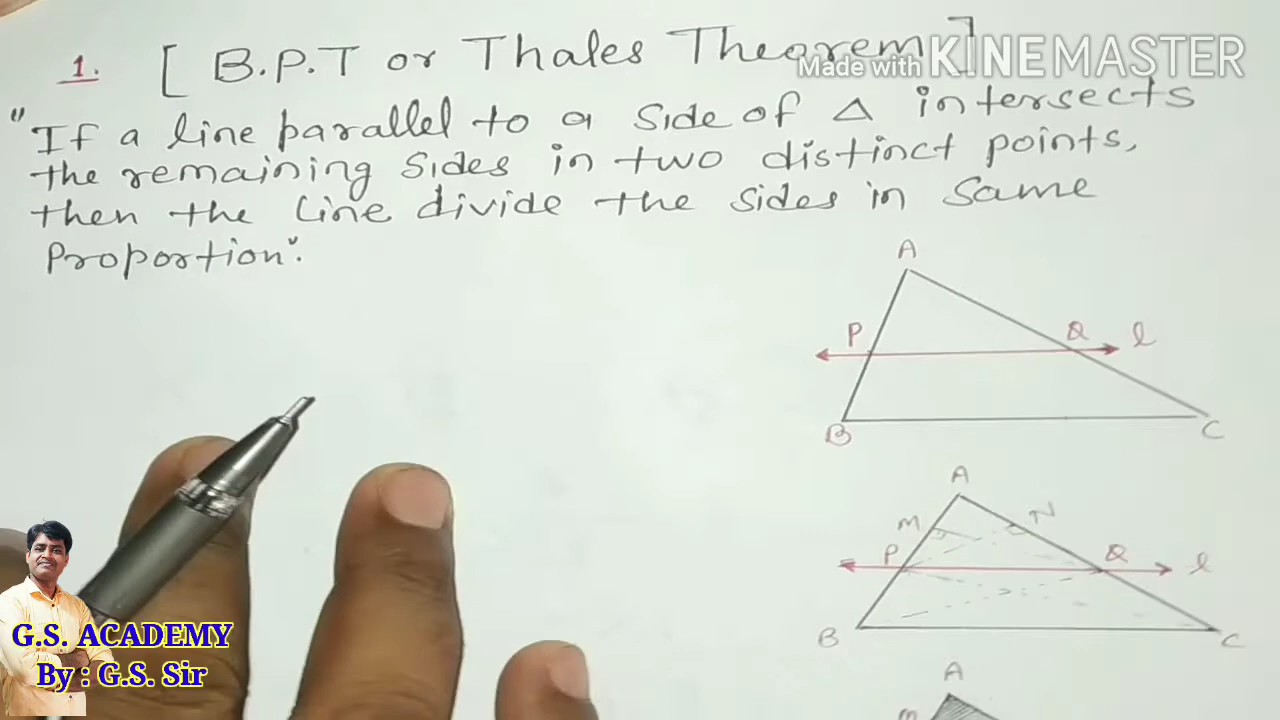 1. [ B.P.T or Thales Theorem ]
Made with KINEMASTER
"If a line parallel to a side of Δ intersects
the remaining sides in two distinct points,
then the line divide the sides in same
Proportion".
A
P Q l
B C
A
M N
P Q l
B C
A
M
G.S. ACADEMY
By : G.S. Sir